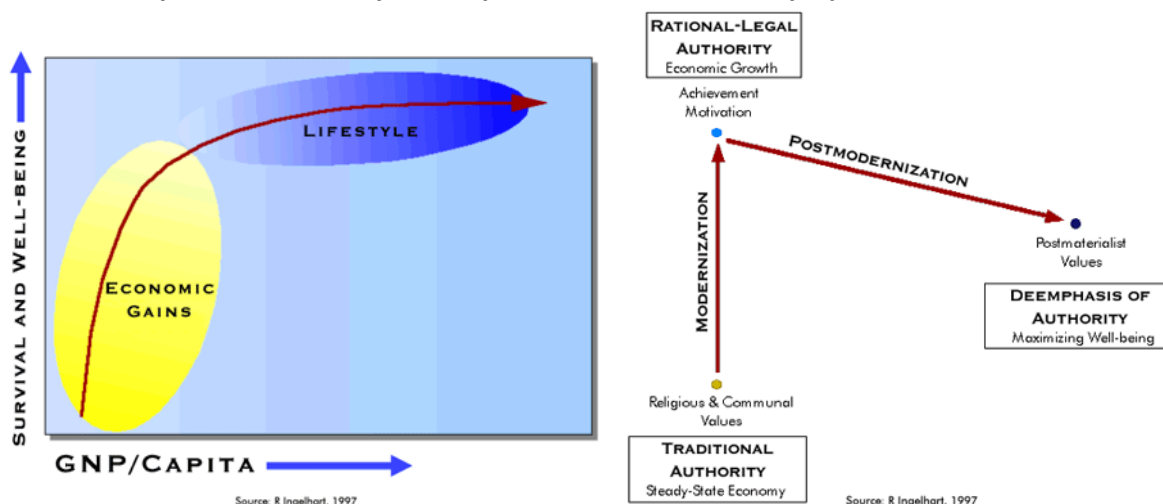 SURVIVAL AND WELL-BEING
LIFESTYLE
ECONOMIC
GAINS
GNP/CAPITA
Source: R Ingelhart, 1997
RATIONAL-LEGAL
AUTHORITY
Economic Growth
Achievement
Motivation
POSTMODERNIZATION
MODERNIZATION
Postmaterialist
Values
DEEMPHASIS OF
AUTHORITY
Maximizing Well-being
Religious & Communal
Values
TRADITIONAL
AUTHORITY
Steady-State Economy
Source: R Ingelhart, 1997